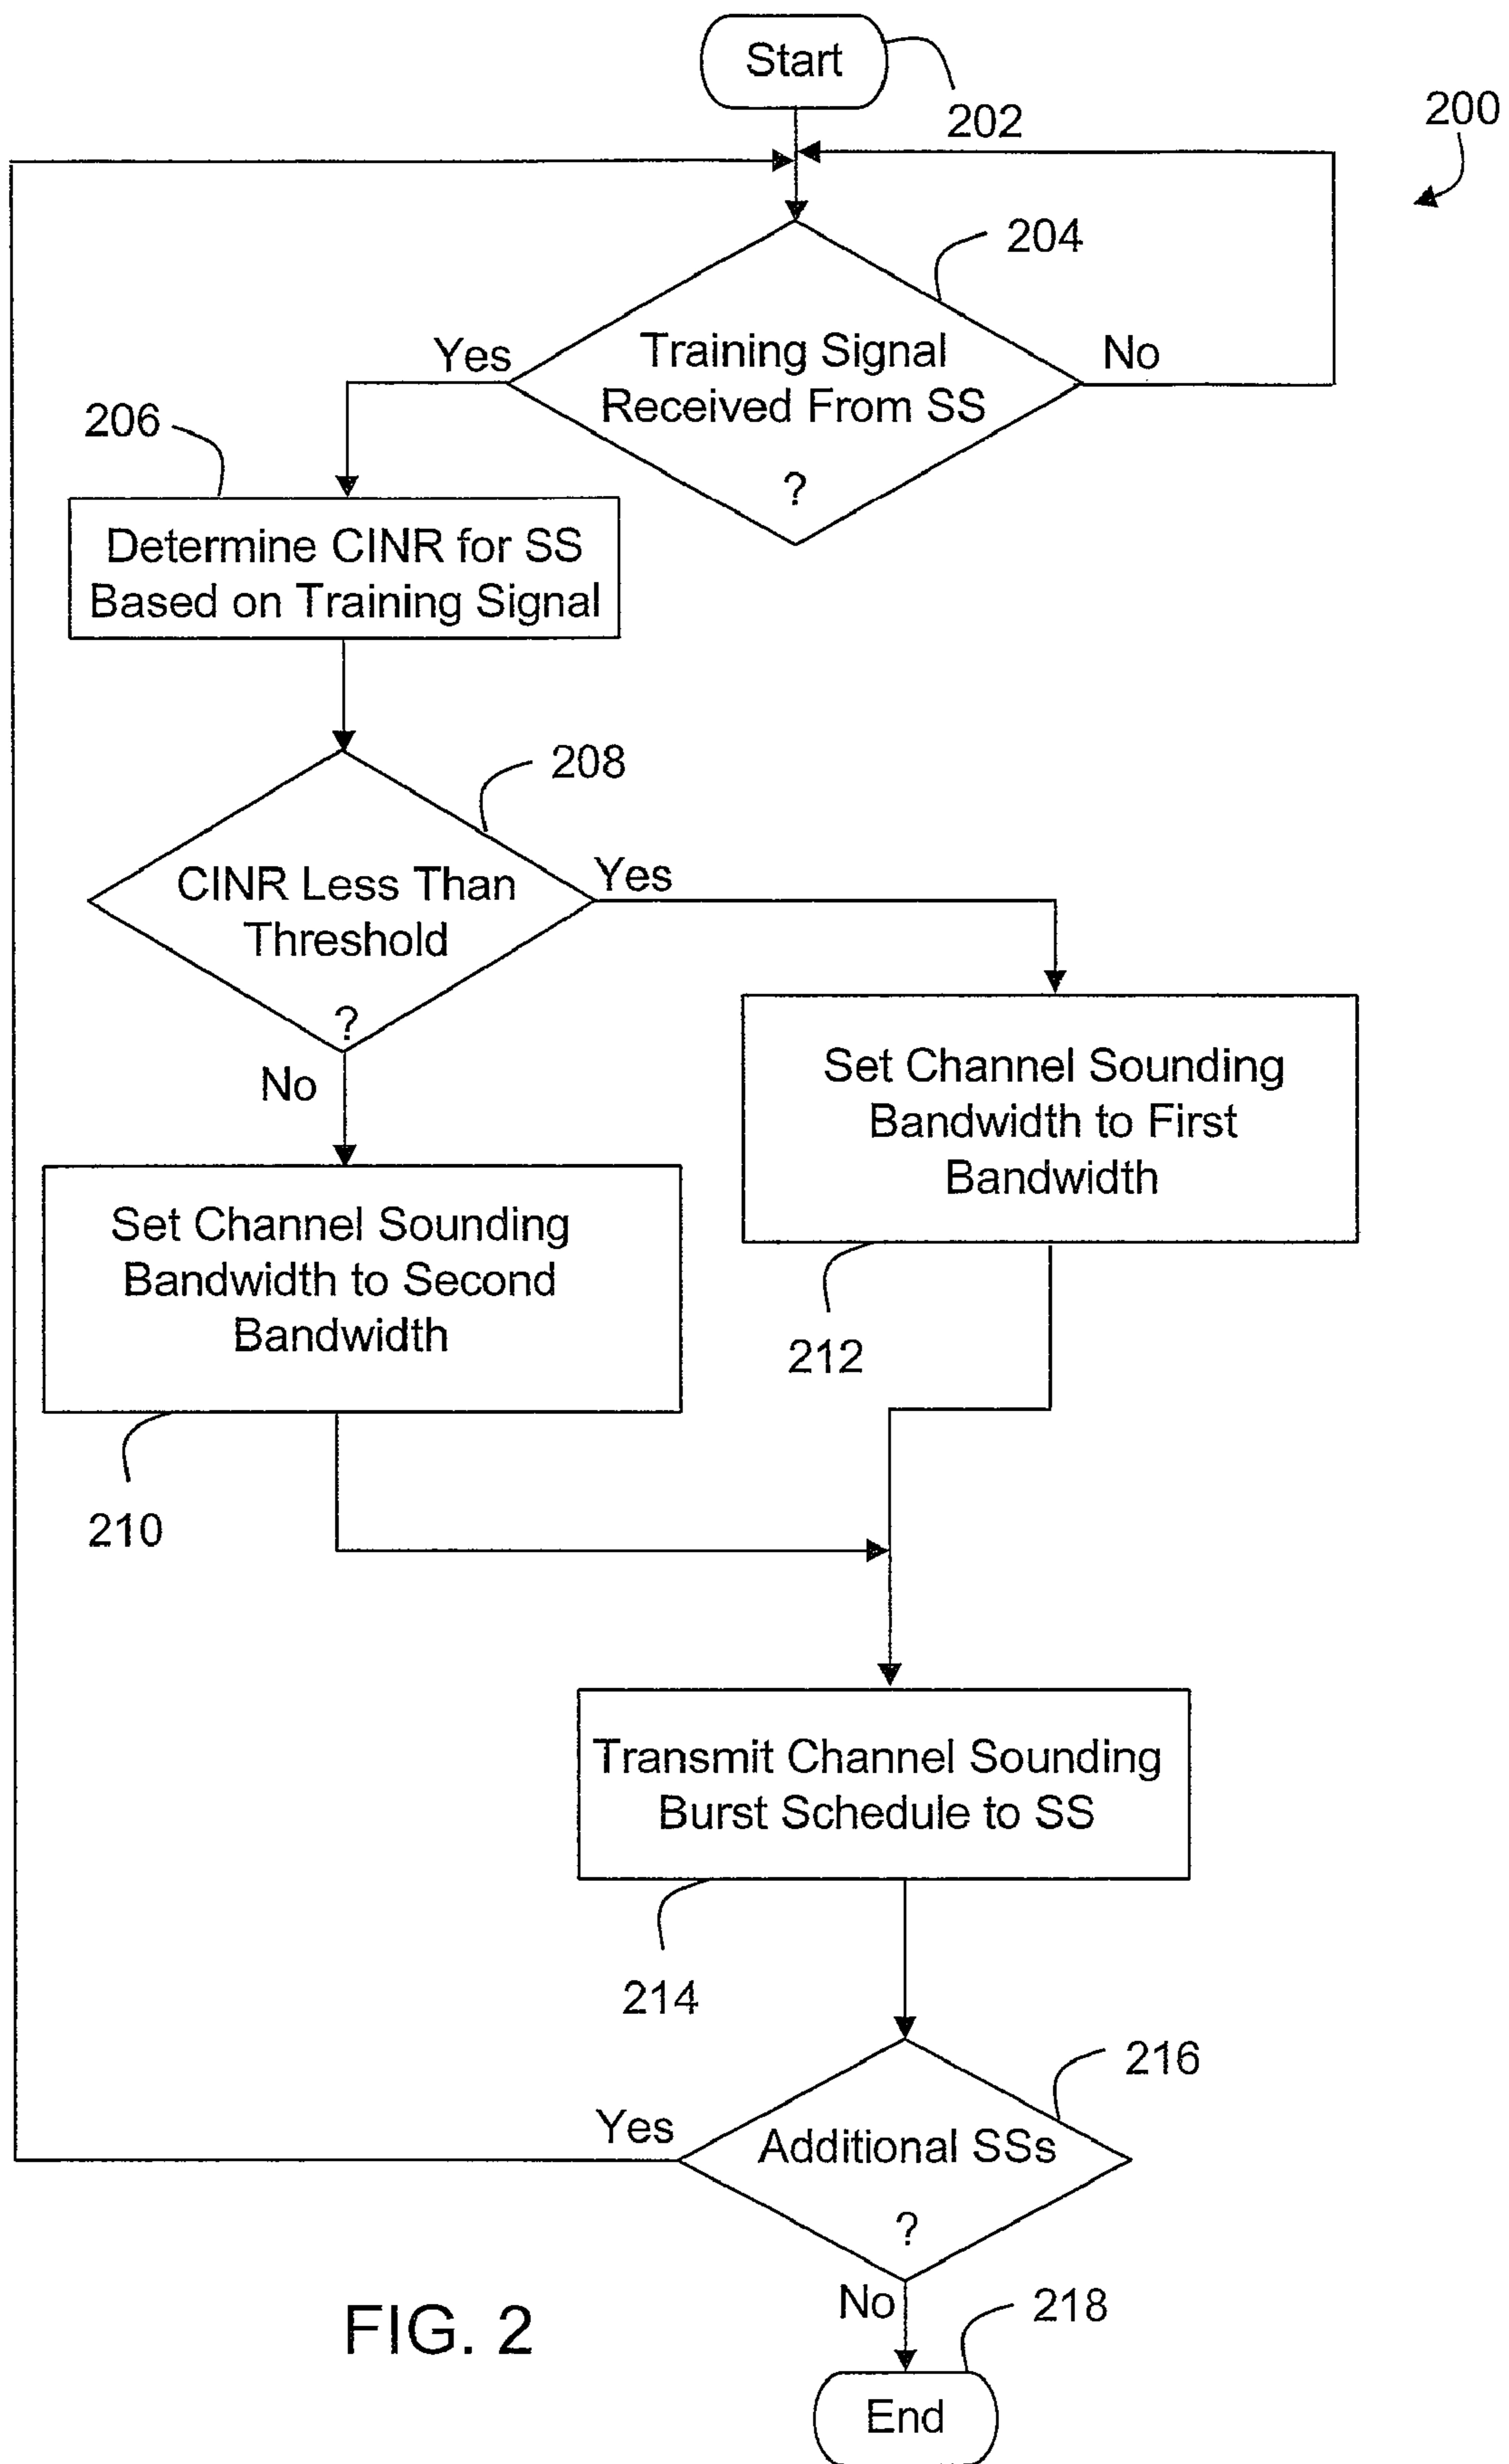 Start
202
200
204
Yes
Training Signal
Received From SS
?
No
206
Determine CINR for SS
Based on Training Signal
208
CINR Less Than
Threshold
?
Yes
No
Set Channel Sounding
Bandwidth to First
Bandwidth
212
Set Channel Sounding
Bandwidth to Second
Bandwidth
210
Transmit Channel Sounding
Burst Schedule to SS
214
216
Yes
Additional SSs
?
No
218
End
FIG. 2